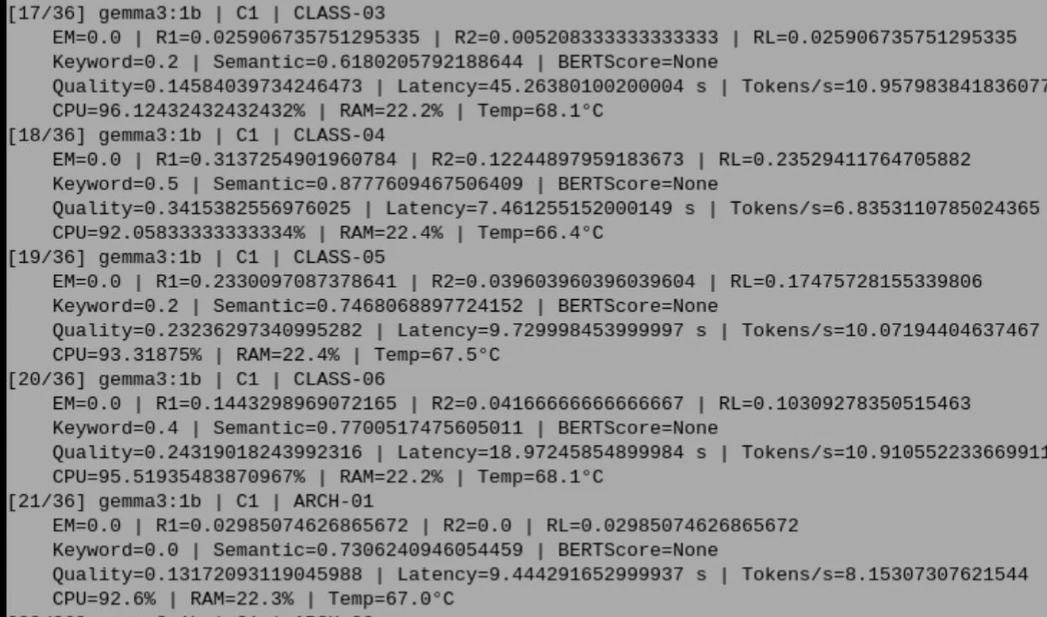 [17/36] gemma3:1b | C1 | CLASS-03
EM=0.0 | R1=0.025906735751295335 | R2=0.005208333333333333 | RL=0.025906735751295335
Keyword=0.2 | Semantic=0.6180205792188644 | BERTScore=None
Quality=0.14584039734246473 | Latency=45.26380100200004 s | Tokens/s=10.957983841836077
CPU=96.12432432432432% | RAM=22.2% | Temp=68.1°C
[18/36] gemma3:1b | C1 | CLASS-04
EM=0.0 | R1=0.3137254901960784 | R2=0.12244897959183673 | RL=0.23529411764705882
Keyword=0.5 | Semantic=0.8777609467506409 | BERTScore=None
Quality=0.3415382556976025 | Latency=7.461255152000149 s | Tokens/s=6.8353110785024365
CPU=92.05833333333334% | RAM=22.4% | Temp=66.4°C
[19/36] gemma3:1b | C1 | CLASS-05
EM=0.0 | R1=0.2330097087378641 | R2=0.039603960396039604 | RL=0.17475728155339806
Keyword=0.2 | Semantic=0.7468068897724152 | BERTScore=None
Quality=0.23236297340995282 | Latency=9.729998453999997 s | Tokens/s=10.07194404637467
CPU=93.31875% | RAM=22.4% | Temp=67.5°C
[20/36] gemma3:1b | C1 | CLASS-06
EM=0.0 | R1=0.1443298969072165 | R2=0.041666666666666667 | RL=0.10309278350515463
Keyword=0.4 | Semantic=0.7700517475605011 | BERTScore=None
Quality=0.24319018243992316 | Latency=18.97245854899984 s | Tokens/s=10.910552233669911
CPU=95.51935483870967% | RAM=22.2% | Temp=68.1°C
[21/36] gemma3:1b | C1 | ARCH-01
EM=0.0 | R1=0.02985074626865672 | R2=0.0 | RL=0.02985074626865672
Keyword=0.0 | Semantic=0.7306240946054459 | BERTScore=None
Quality=0.13172093119045988 | Latency=9.444291652999937 s | Tokens/s=8.15307307621544
CPU=92.6% | RAM=22.3% | Temp=67.0°C